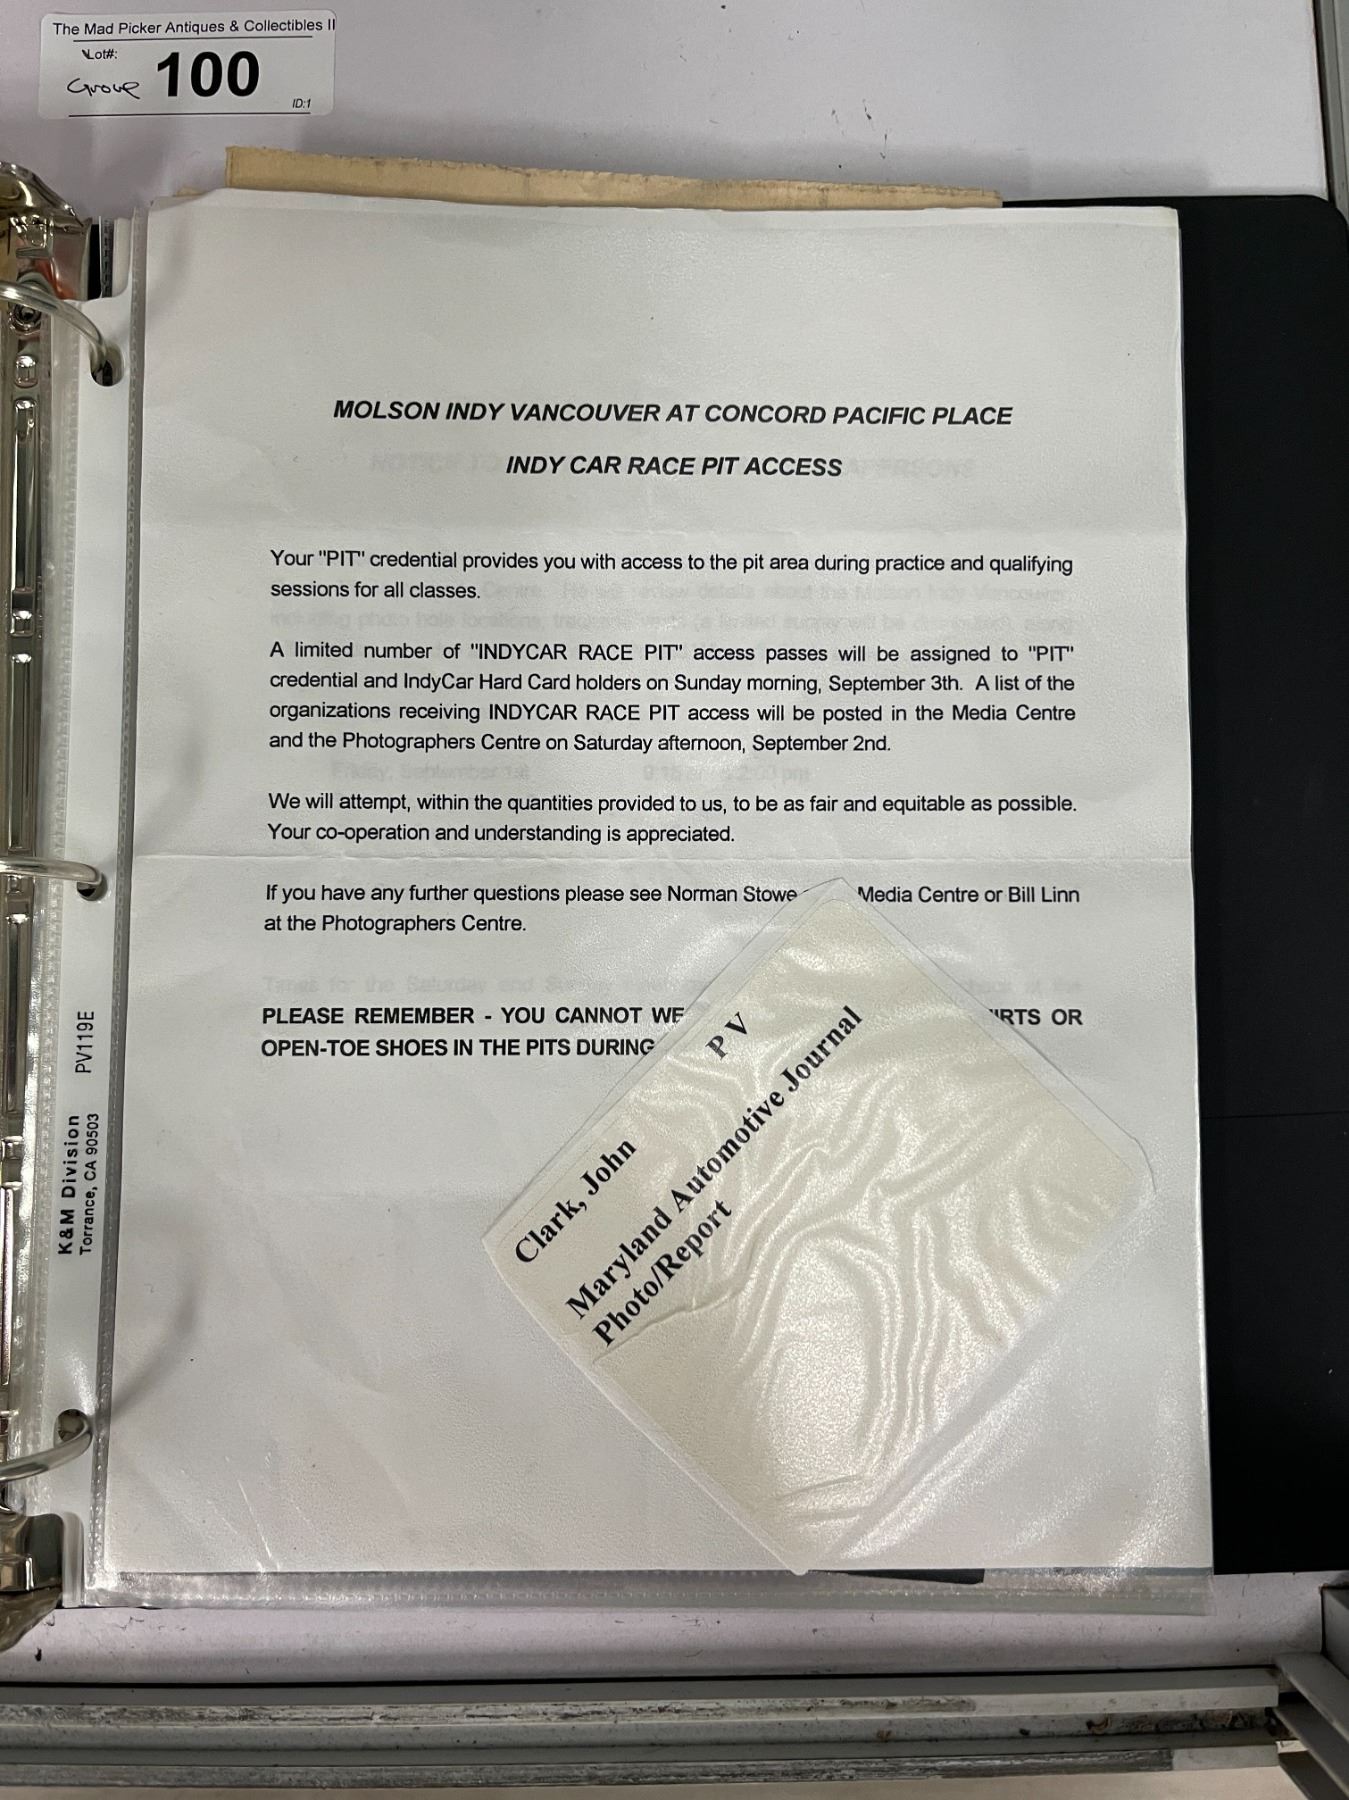 The Mad Picker Antiques & Collectibles II
Lot#:
Group 100
ID:1
MOLSON INDY VANCOUVER AT CONCORD PACIFIC PLACE
INDY CAR RACE PIT ACCESS
Your "PIT" credential provides you with access to the pit area during practice and qualifying
sessions for all classes.
A limited number of "INDYCAR RACE PIT" access passes will be assigned to "PIT"
credential and IndyCar Hard Card holders on Sunday morning, September 3th. A list of the
organizations receiving INDYCAR RACE PIT access will be posted in the Media Centre
and the Photographers Centre on Saturday afternoon, September 2nd.
We will attempt, within the quantities provided to us, to be as fair and equitable as possible.
Your co-operation and understanding is appreciated.
If you have any further questions please see Norman Stowe Media Centre or Bill Linn
at the Photographers Centre.
PLEASE REMEMBER - YOU CANNOT WE IRTS OR
OPEN-TOE SHOES IN THE PITS DURING
Clark, John P V
Maryland Automotive Journal
Photo/Report
K&M Division PV119E
Torrance, CA 90503